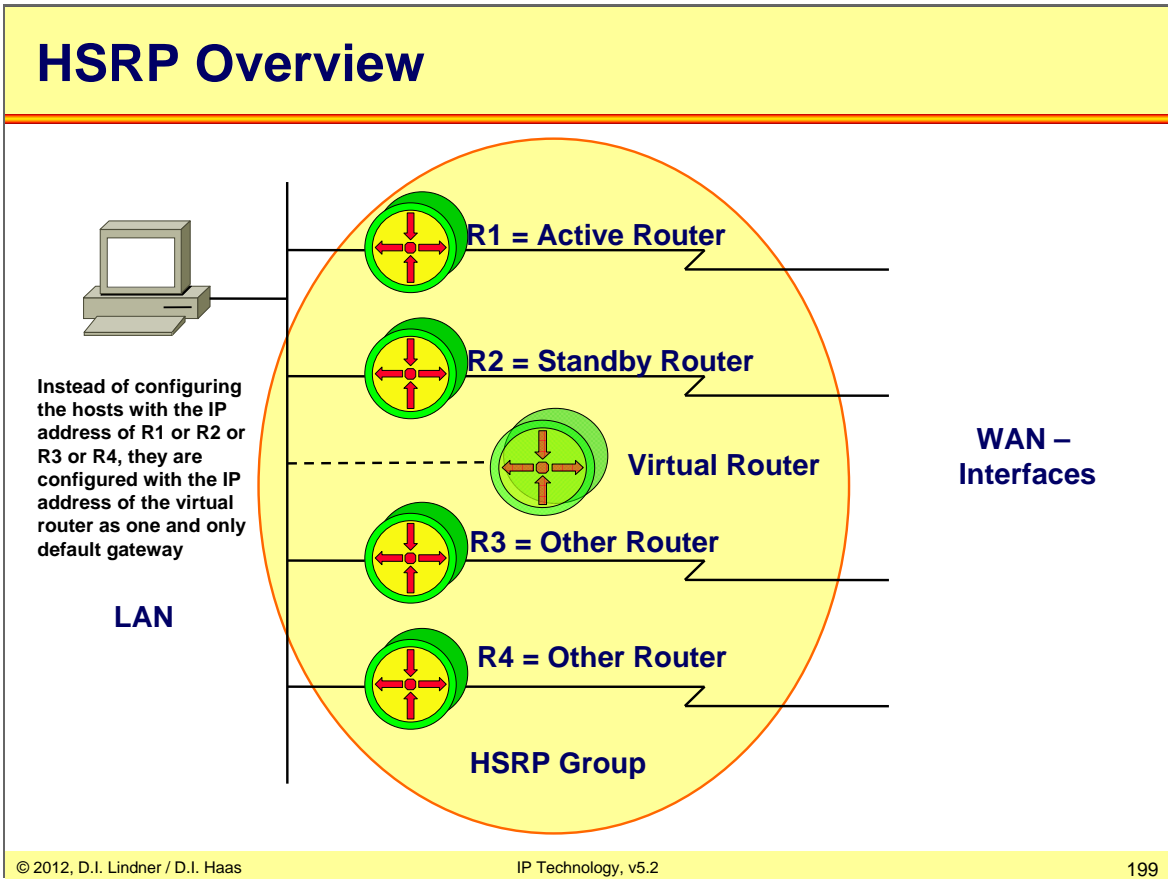 HSRP Overview
R1 = Active Router
R2 = Standby Router
Instead of configuring
the hosts with the IP
address of R1 or R2 or
R3 or R4, they are
configured with the IP
address of the virtual
router as one and only
default gateway
Virtual Router
WAN –
Interfaces
R3 = Other Router
LAN
R4 = Other Router
HSRP Group
© 2012, D.I. Lindner / D.I. Haas
IP Technology, v5.2
199